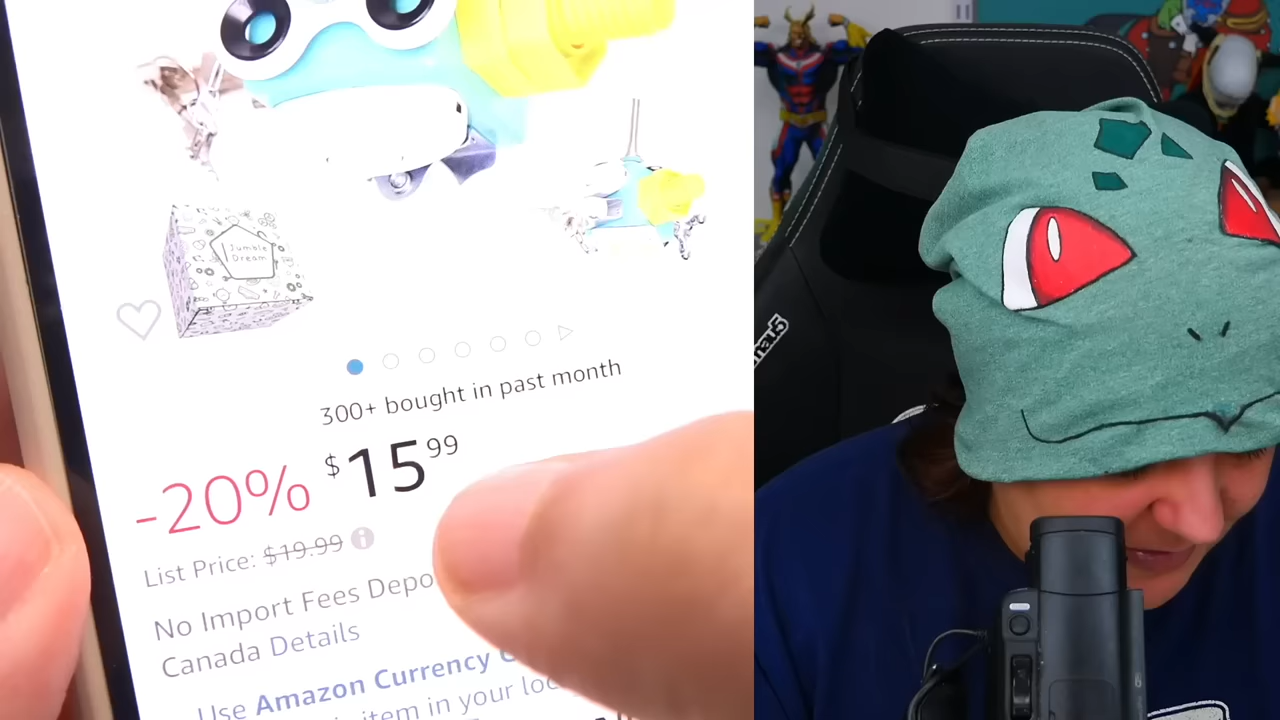 Jumble
Dream
300+ bought in past month
-20% $15 99
List Price: $19.99
No Import Fees Depo
Canada Details
Use Amazon Currency
item in your loc